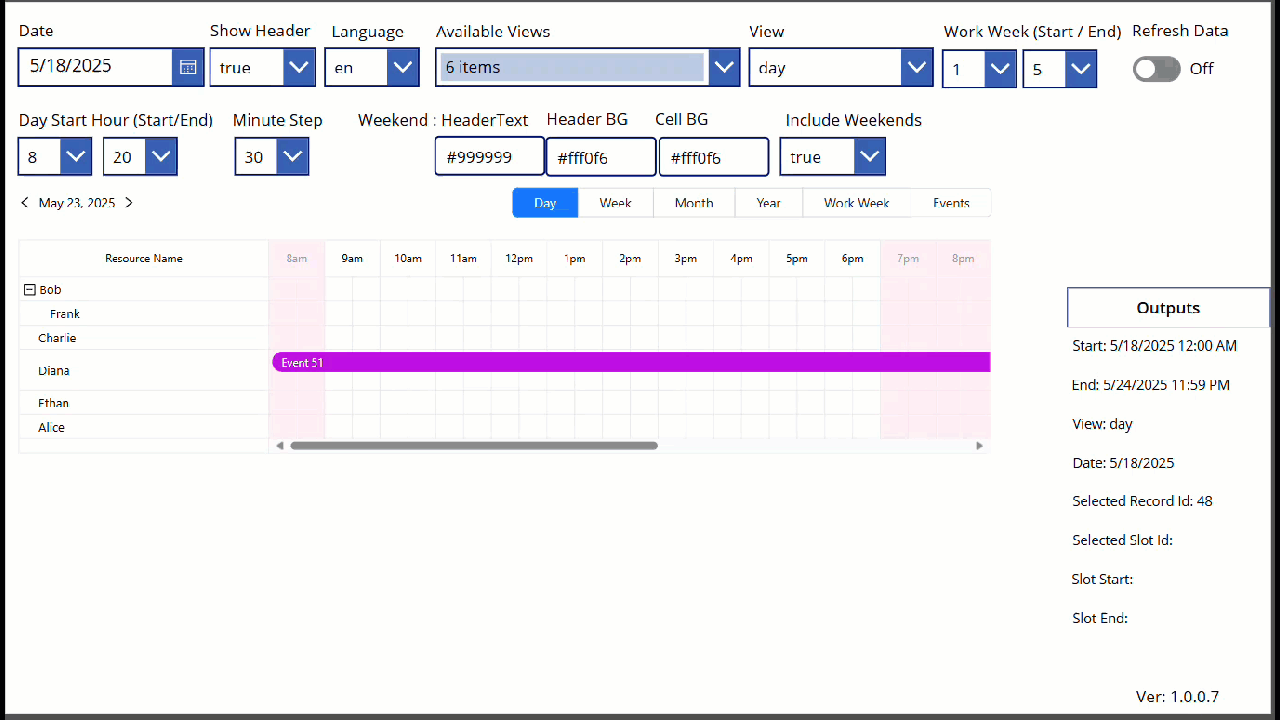 Date
Show Header
Language
Available Views
View
Work Week (Start / End)
Refresh Data
5/18/2025
true
en
6 items
day
1
5
Off
Day Start Hour (Start/End)
Minute Step
Weekend : HeaderText
Header BG
Cell BG
Include Weekends
8
20
30
#999999
#fff0f6
#fff0f6
true
May 23, 2025
Day
Week
Month
Year
Work Week
Events
Resource Name
8am
9am
10am
11am
12pm
1pm
2pm
3pm
4pm
5pm
6pm
7pm
8pm
Bob
Frank
Charlie
Diana
Event 51
Ethan
Alice
Outputs
Start: 5/18/2025 12:00 AM
End: 5/24/2025 11:59 PM
View: day
Date: 5/18/2025
Selected Record Id: 48
Selected Slot Id:
Slot Start:
Slot End:
Ver: 1.0.0.7